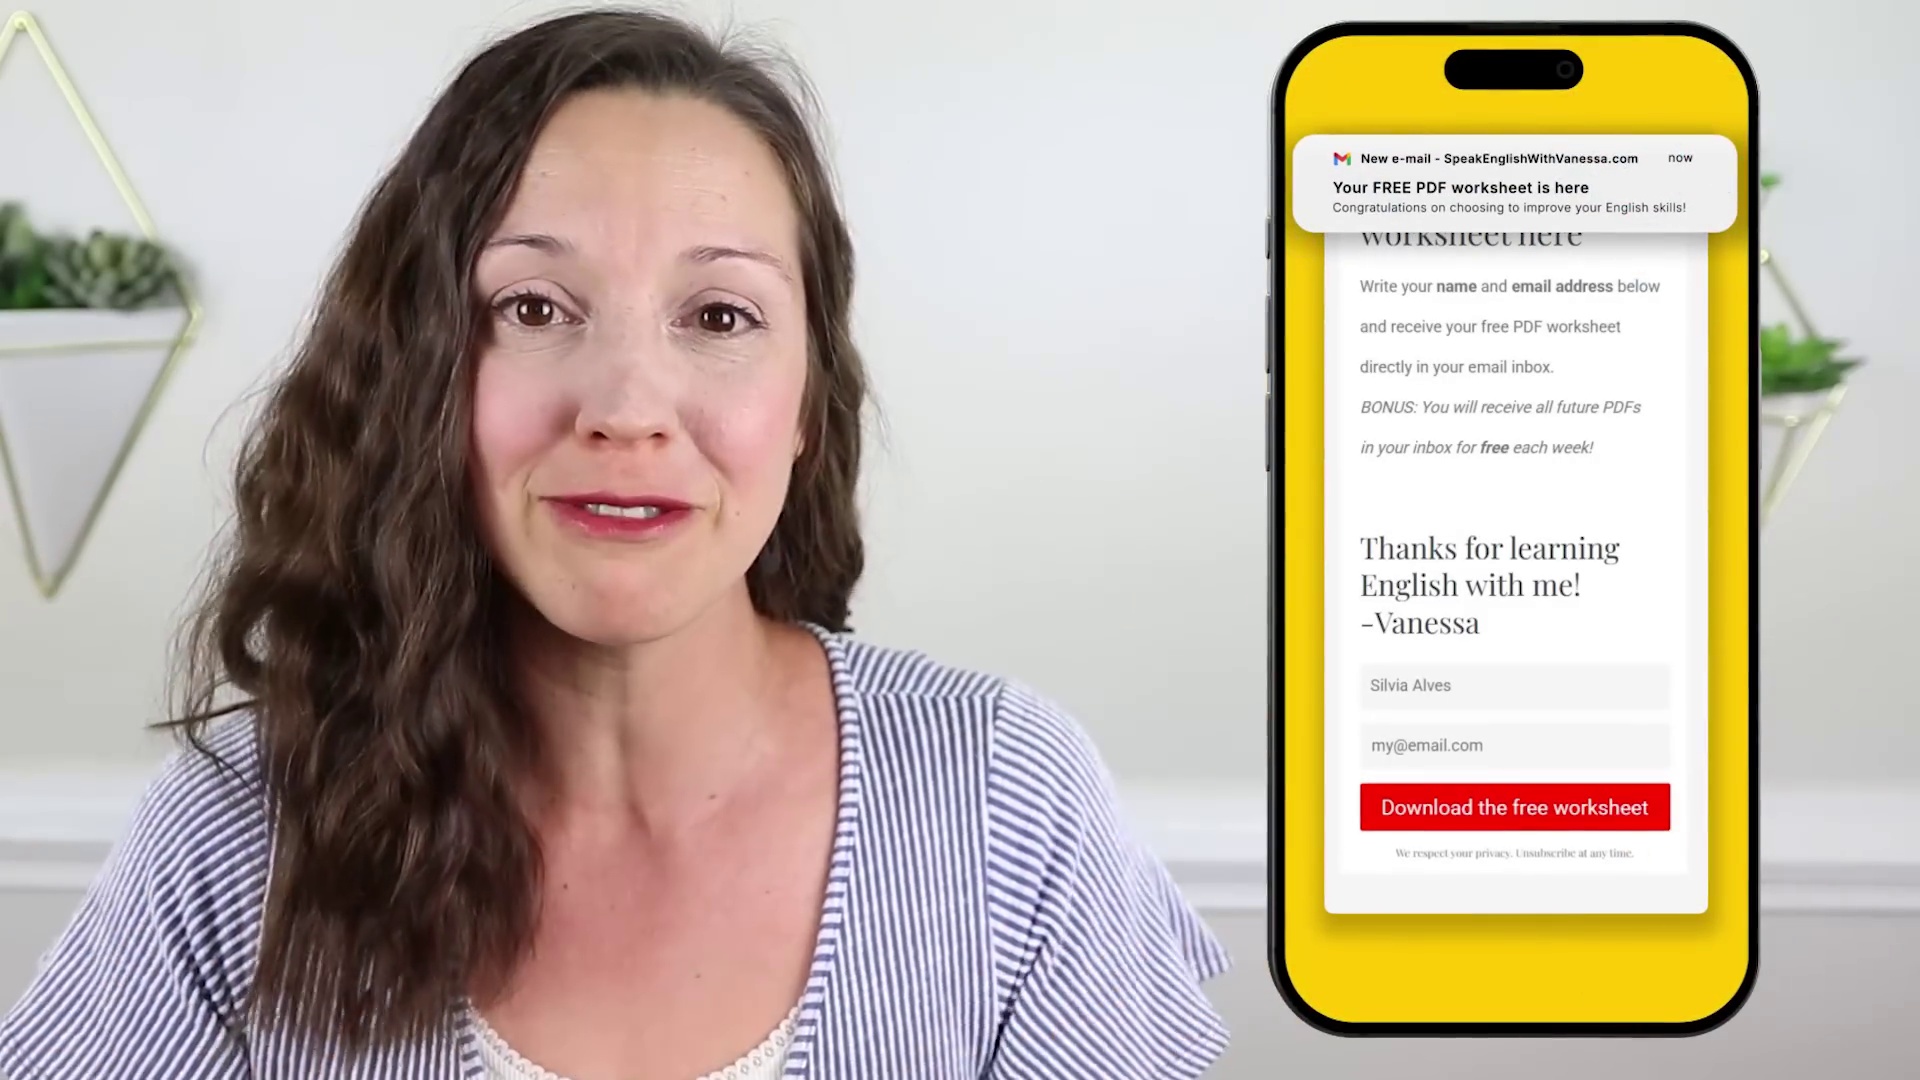 New e-mail - SpeakEnglishWithVanessa.com now
Your FREE PDF worksheet is here
Congratulations on choosing to improve your English skills!
worksheet here
Write your name and email address below
and receive your free PDF worksheet
directly in your email inbox.
BONUS: You will receive all future PDFs
in your inbox for free each week!
Thanks for learning
English with me!
-Vanessa
Silvia Alves
my@email.com
Download the free worksheet
We respect your privacy. Unsubscribe at any time.